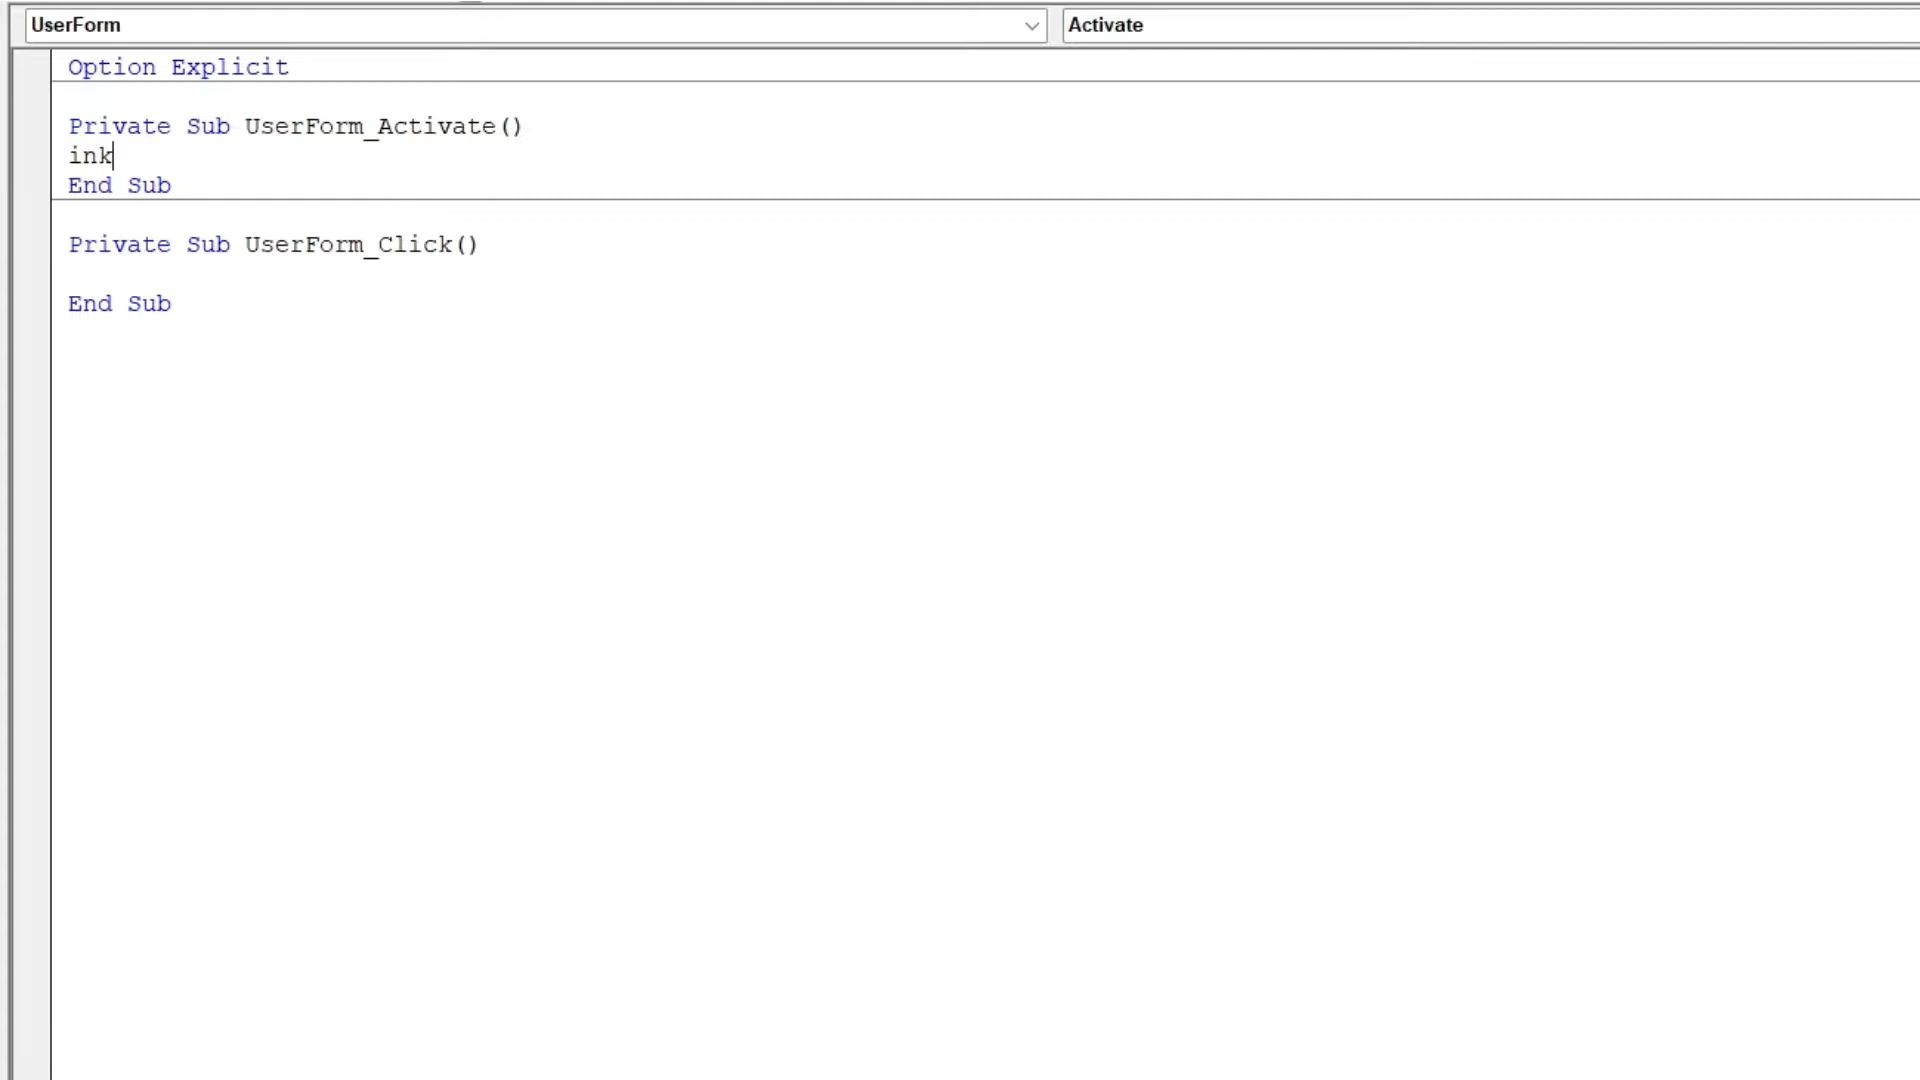 UserForm
Activate
Option Explicit
Private Sub UserForm_Activate()
ink
End Sub
Private Sub UserForm_Click()
End Sub